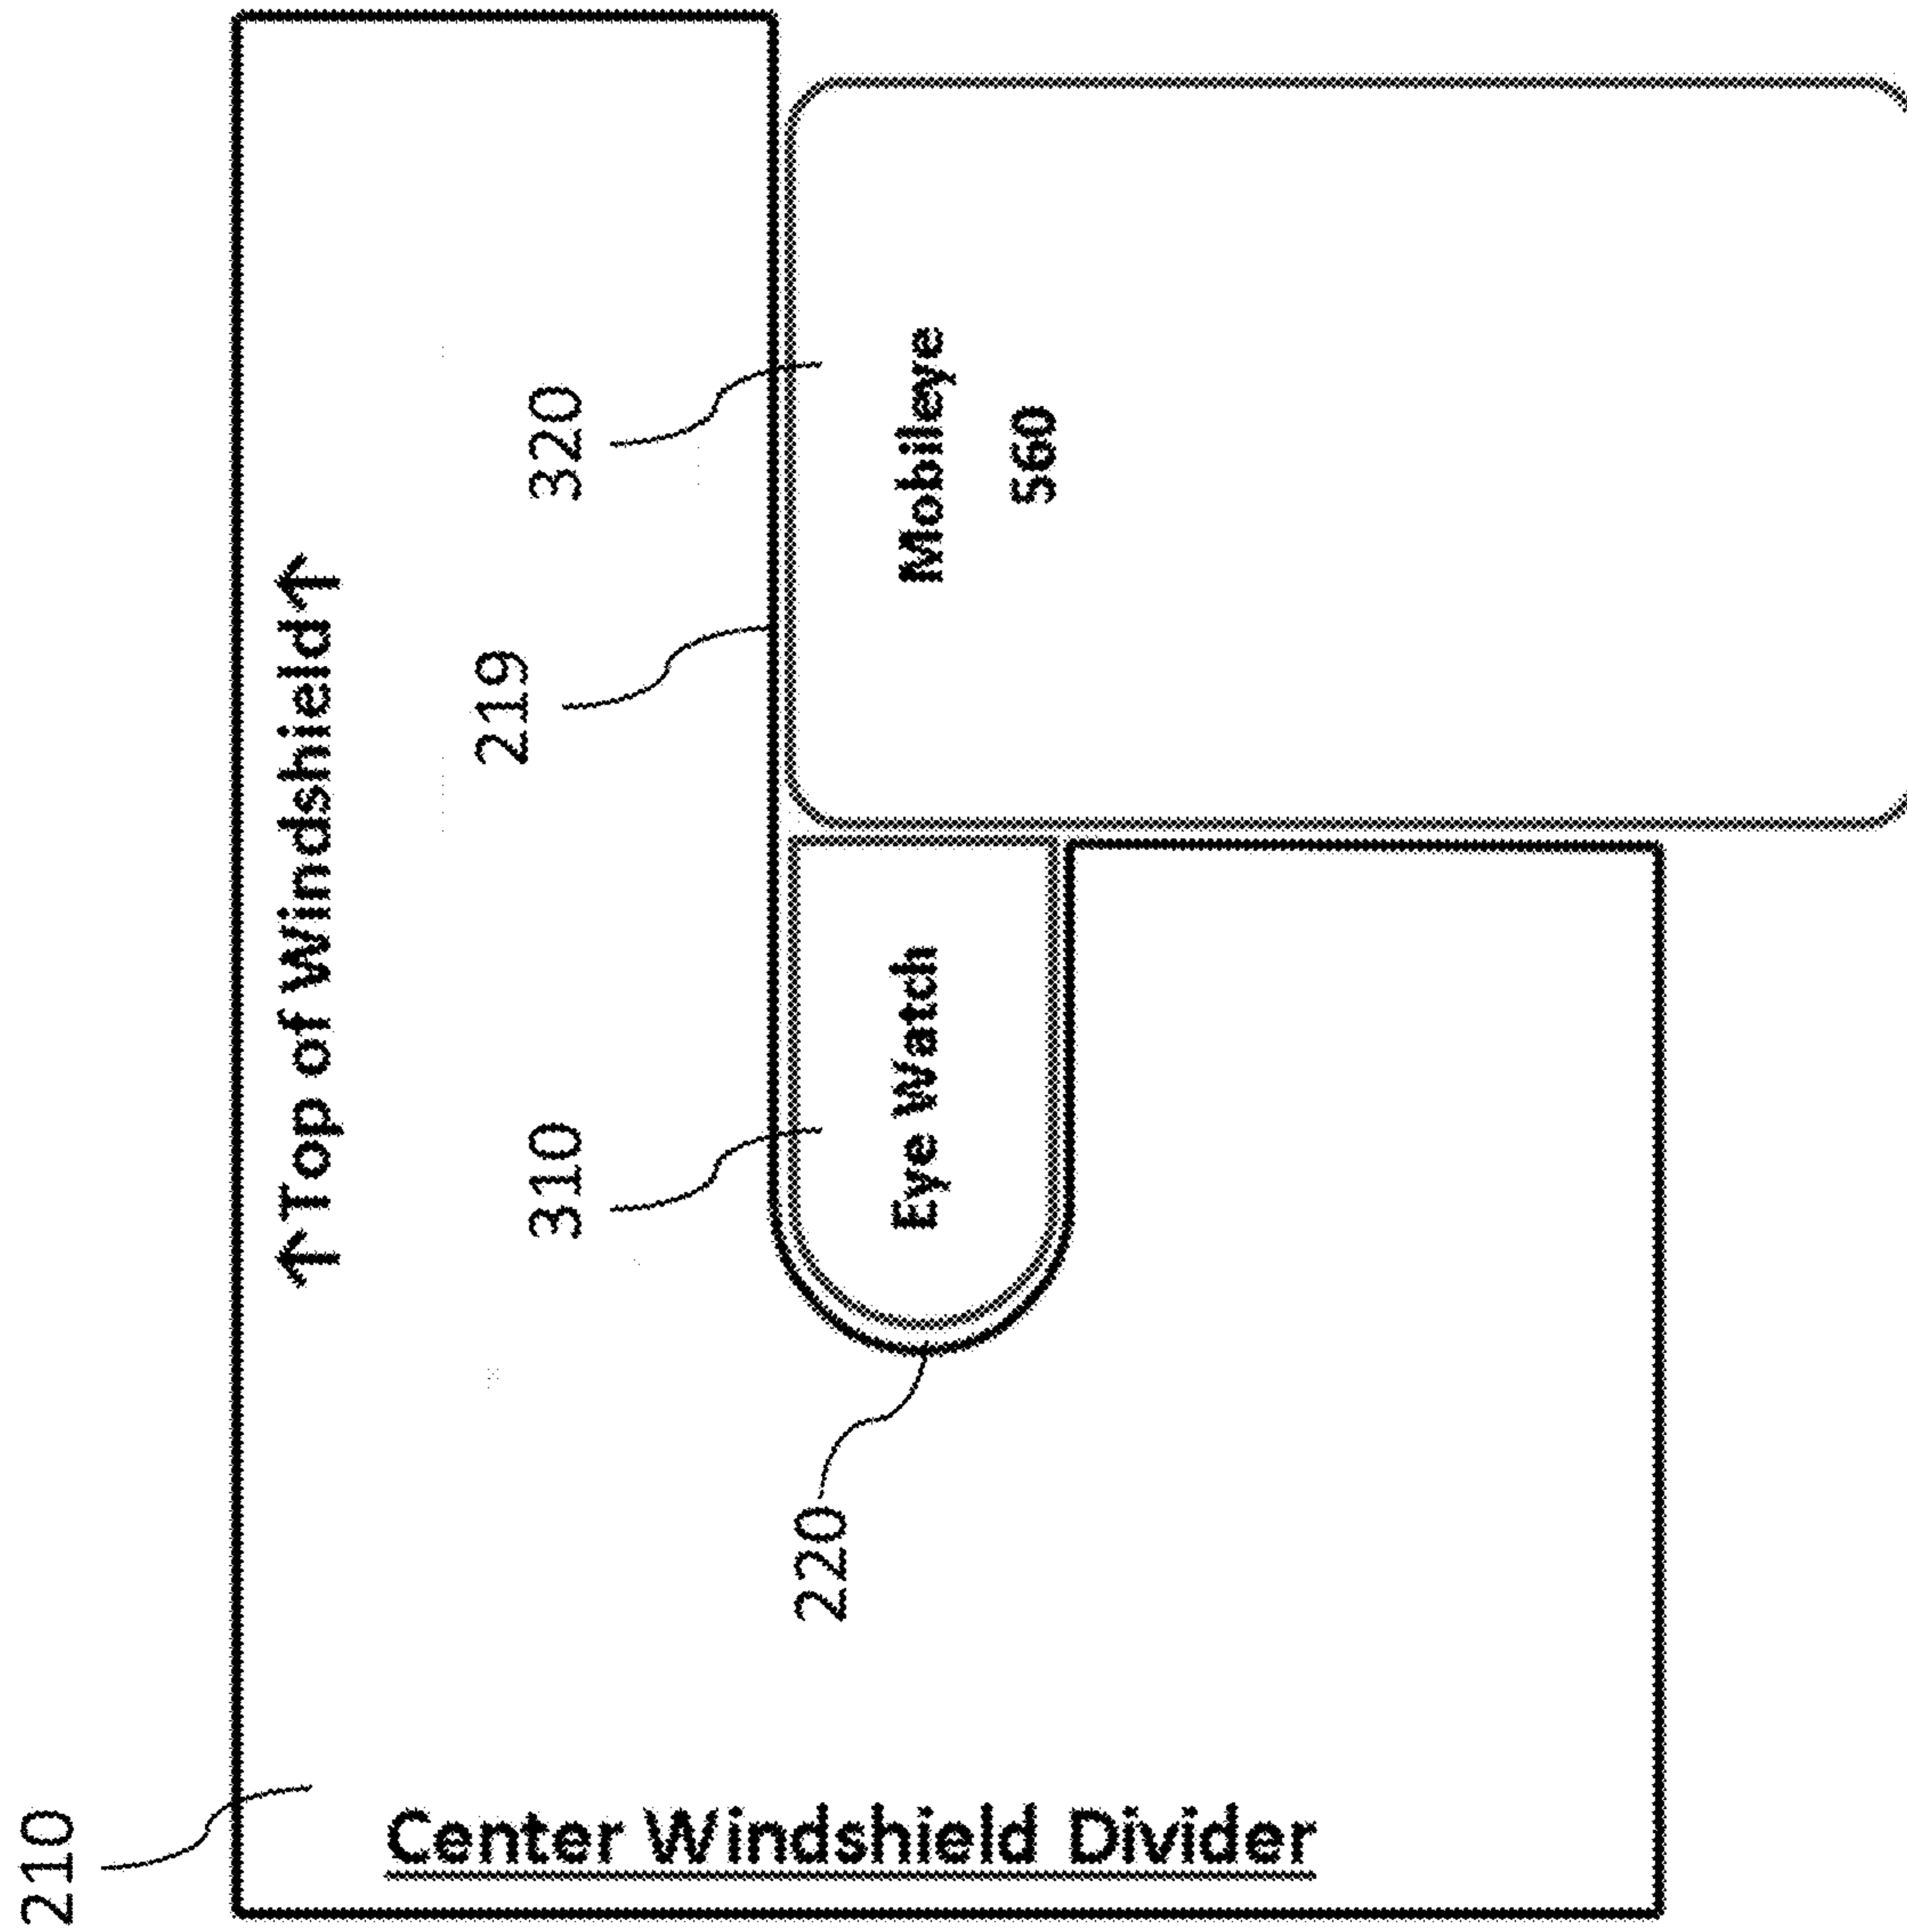 210
↑Top of Windshield↑
320
219
310
Mobileye
560
Eye Watch
220
Center Windshield Divider